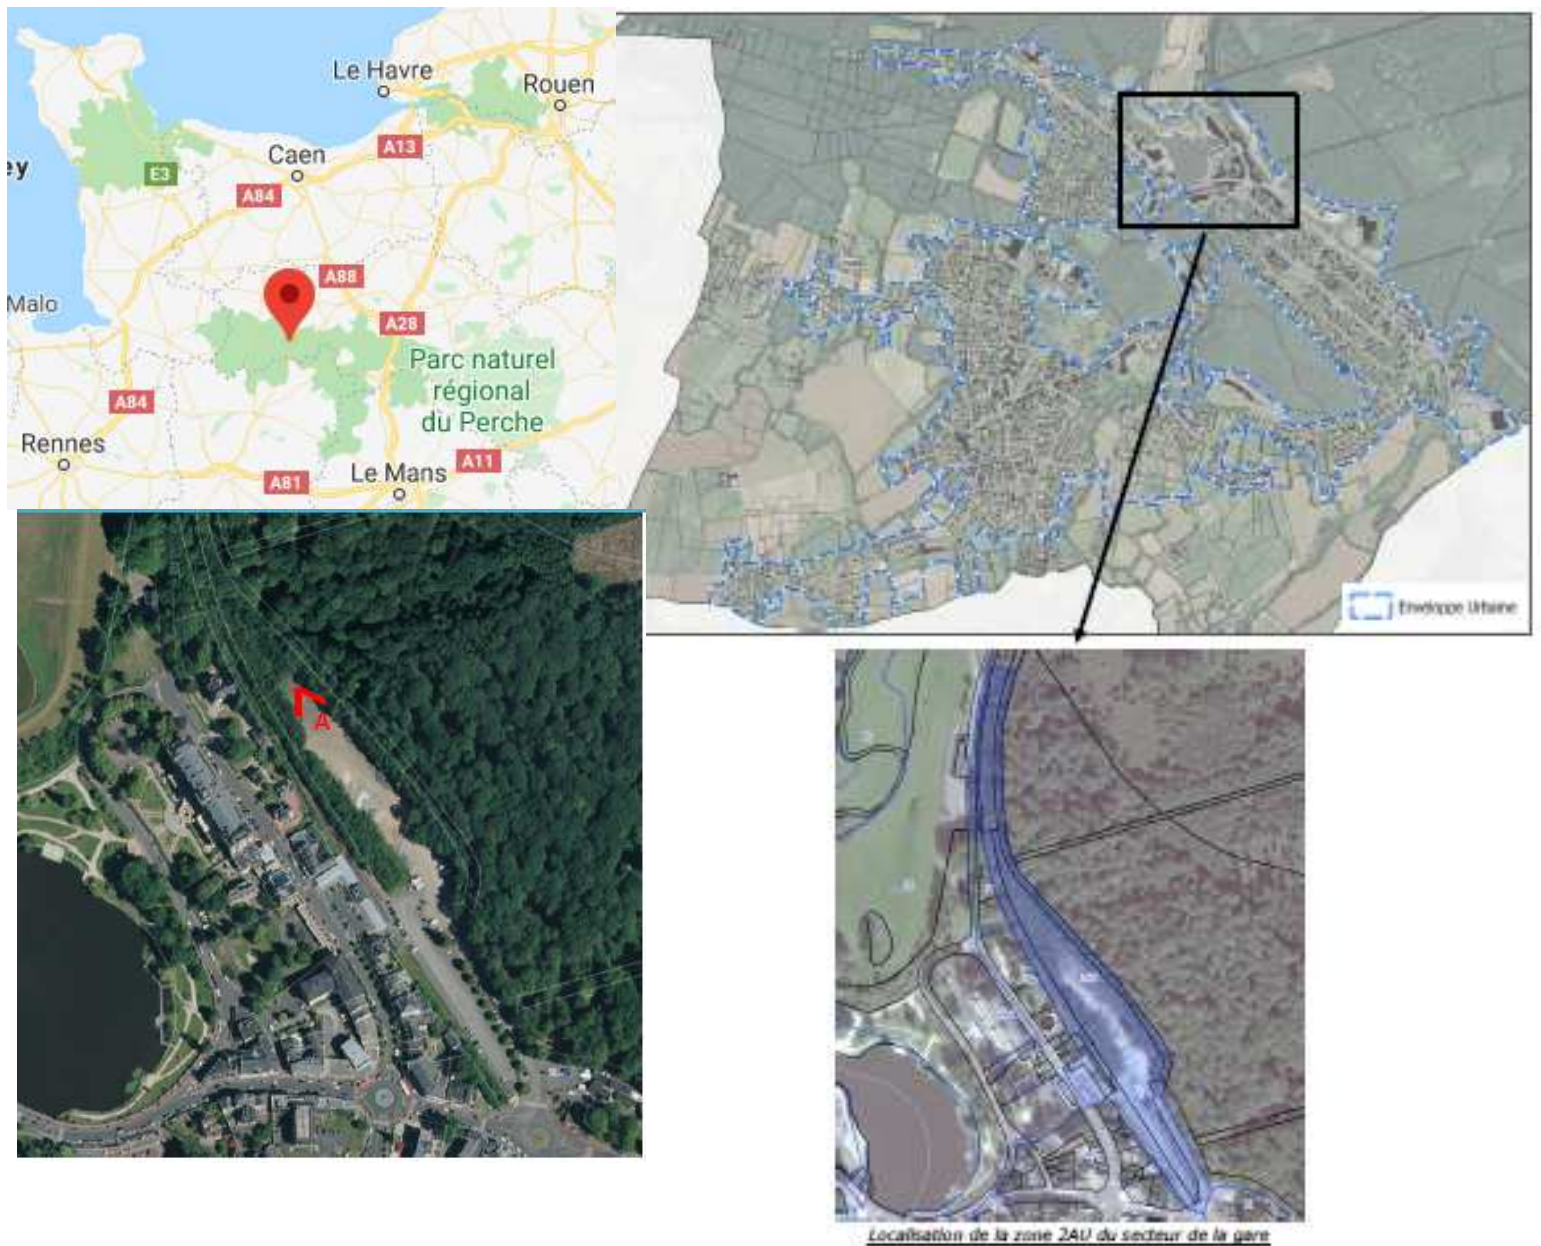 Le Havre
Rouen
Caen
A13
ey
E3
A84
A88
Malo
A28
Parc naturel
régional
du Perche
A84
Rennes
A11
Le Mans
A81
Enveloppe Urbaine
A
Localisation de la zone 2AU du secteur de la gare